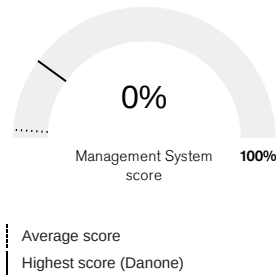 0%
Management System 100%
score
Average score
Highest score (Danone)